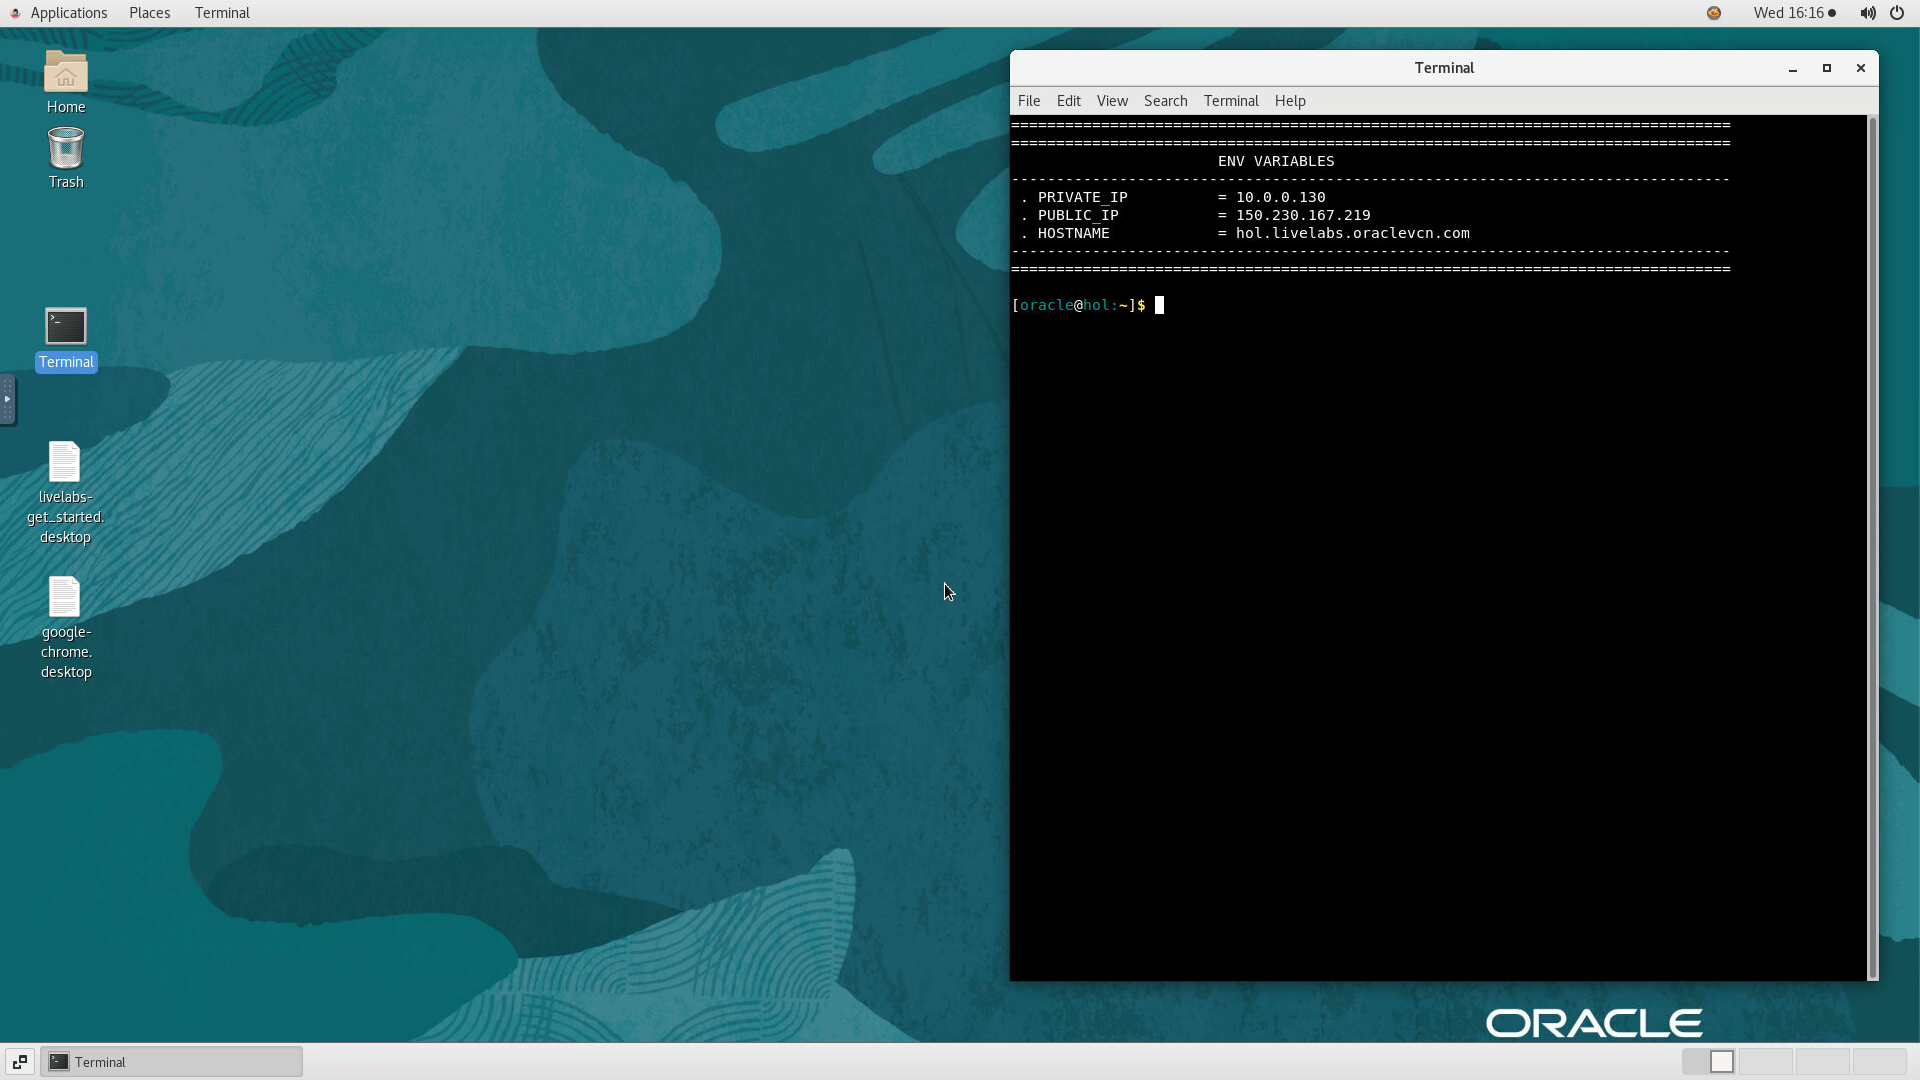 Applications Places Terminal Wed 16:16
Home
Trash
Terminal
livelabs-
get_started.
desktop
google-
chrome.
desktop
Terminal
File Edit View Search Terminal Help
================================================================================
================================================================================
ENV VARIABLES
--------------------------------------------------------------------------------
. PRIVATE_IP = 10.0.0.130
. PUBLIC_IP = 150.230.167.219
. HOSTNAME = hol.livelabs.oraclevcn.com
--------------------------------------------------------------------------------
================================================================================
[oracle@hol:~]$
ORACLE
Terminal